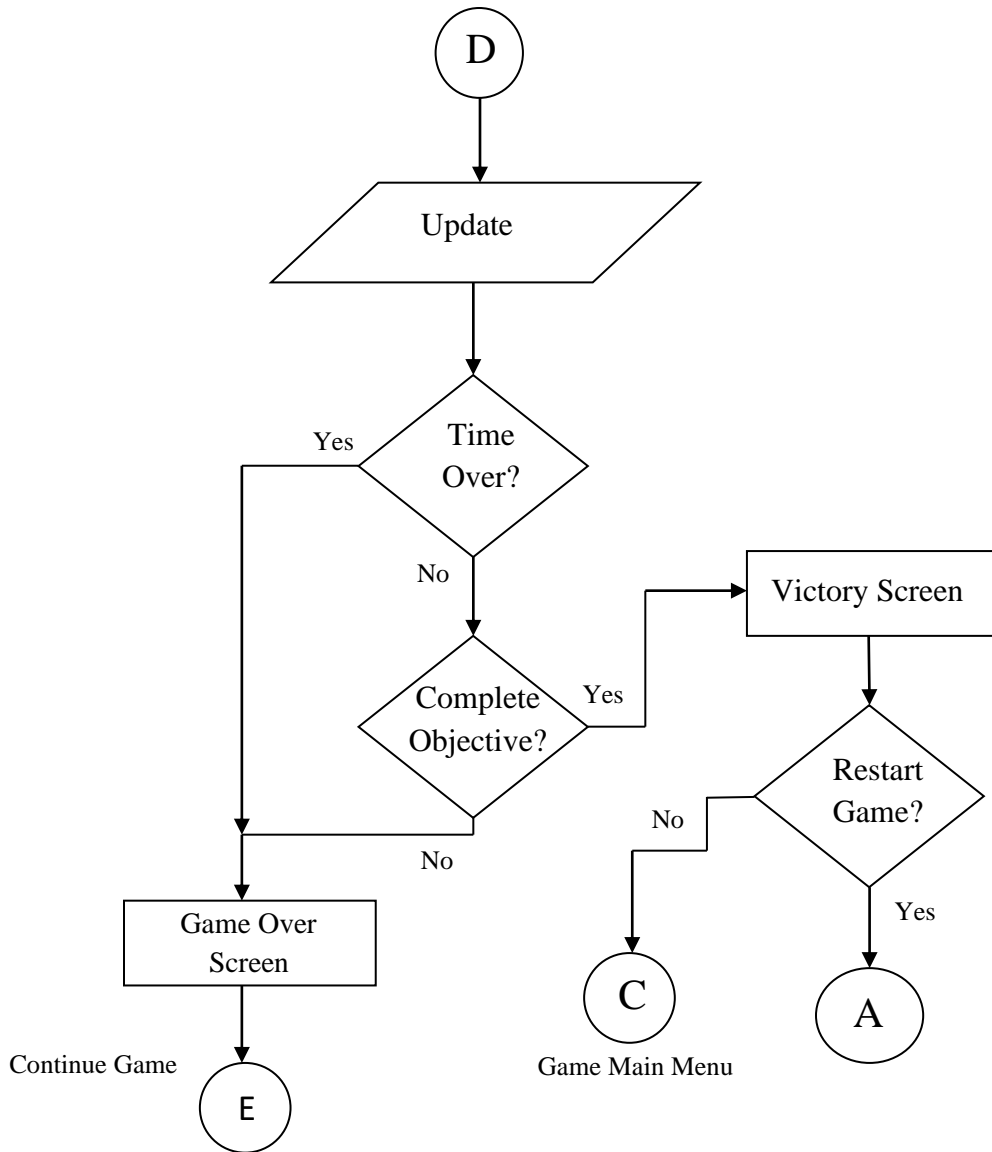 D
Update
Time
Over?
Yes
No
Victory Screen
Complete
Objective?
Yes
No
Restart
Game?
No
Yes
Game Over
Screen
C
A
Continue Game
Game Main Menu
E